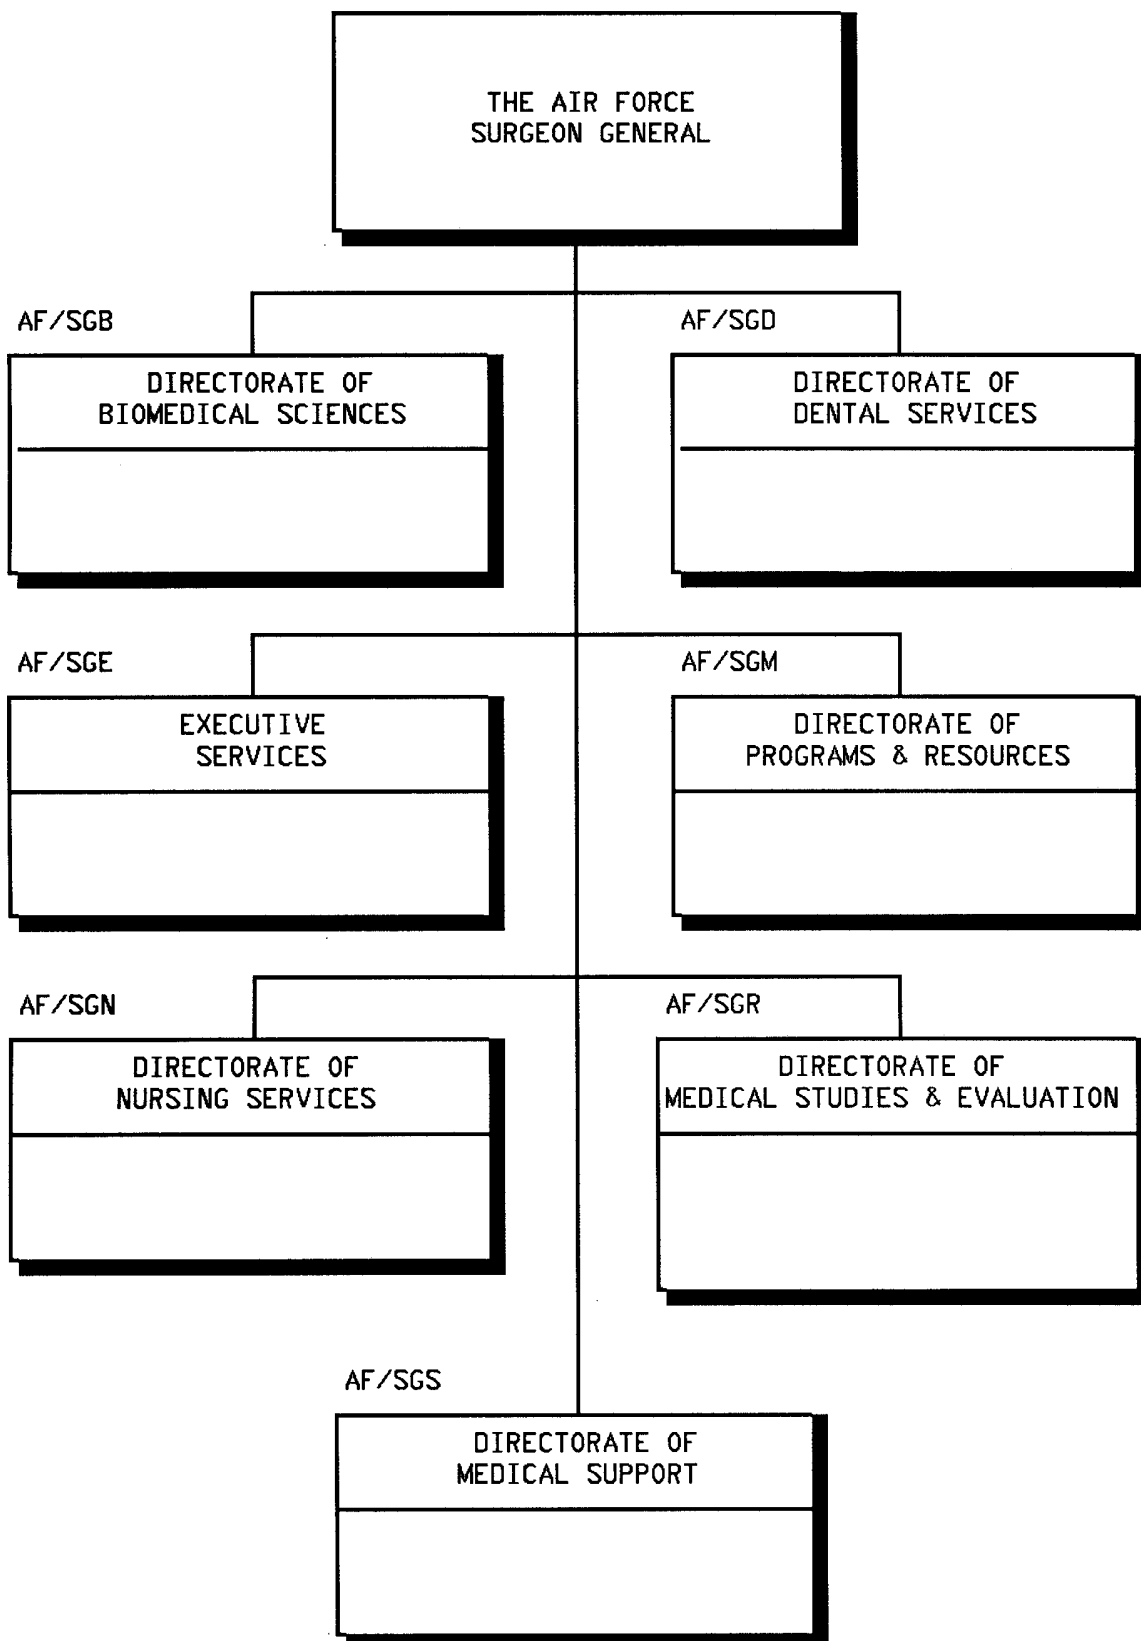 THE AIR FORCE
SURGEON GENERAL
AF/SGB
DIRECTORATE OF
BIOMEDICAL SCIENCES
AF/SGD
DIRECTORATE OF
DENTAL SERVICES
AF/SGE
EXECUTIVE
SERVICES
AF/SGM
DIRECTORATE OF
PROGRAMS & RESOURCES
AF/SGN
DIRECTORATE OF
NURSING SERVICES
AF/SGR
DIRECTORATE OF
MEDICAL STUDIES & EVALUATION
AF/SGS
DIRECTORATE OF
MEDICAL SUPPORT